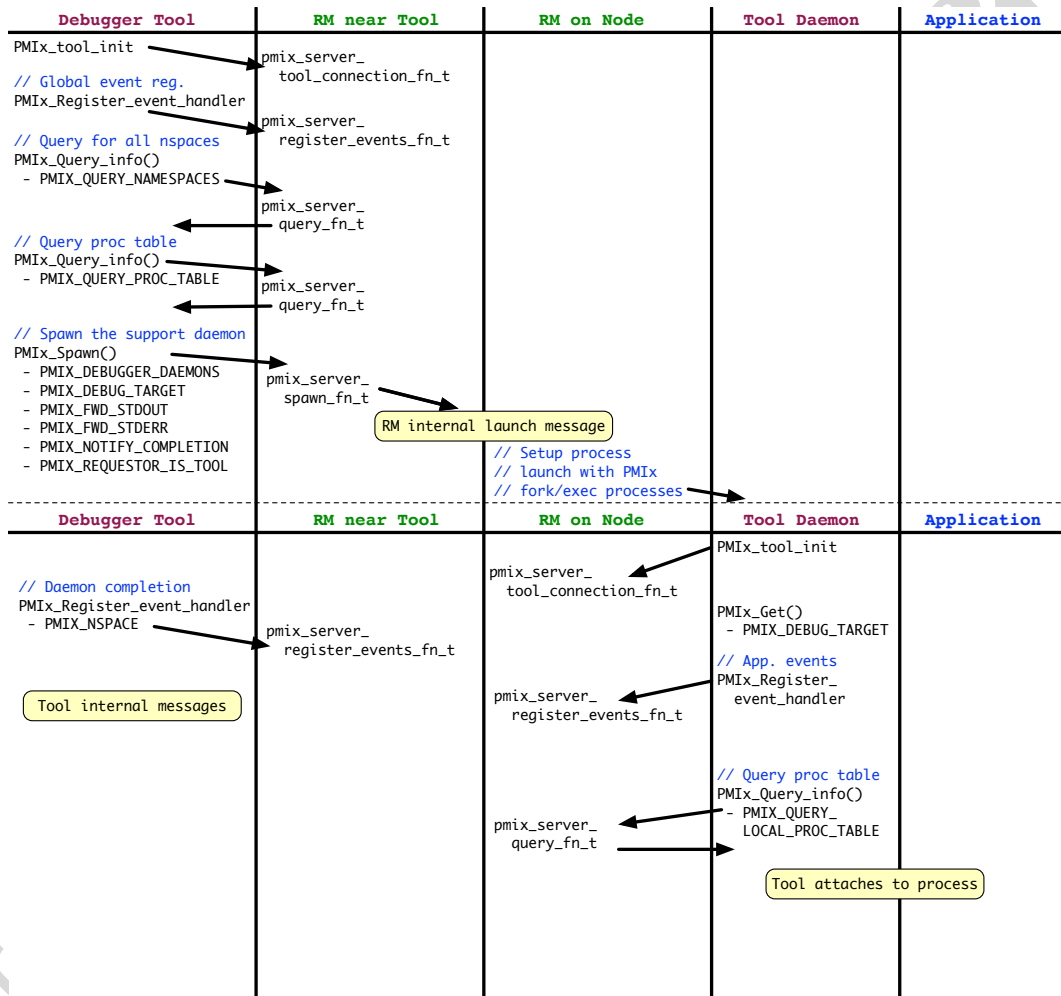 Debugger Tool
RM near Tool
RM on Node
Tool Daemon
Application
PMIx_tool_init
pmix_server_
tool_connection_fn_t
// Global event reg.
PMIx_Register_event_handler
pmix_server_
register_events_fn_t
// Query for all nspaces
PMIx_Query_info()
- PMIX_QUERY_NAMESPACES
pmix_server_
query_fn_t
// Query proc table
PMIx_Query_info()
- PMIX_QUERY_PROC_TABLE
pmix_server_
query_fn_t
// Spawn the support daemon
PMIx_Spawn()
- PMIX_DEBUGGER_DAEMONS
- PMIX_DEBUG_TARGET
- PMIX_FWD_STDOUT
- PMIX_FWD_STDERR
- PMIX_NOTIFY_COMPLETION
- PMIX_REQUESTOR_IS_TOOL
pmix_server_
spawn_fn_t
RM internal launch message
// Setup process
// launch with PMIx
// fork/exec processes
Debugger Tool
RM near Tool
RM on Node
Tool Daemon
Application
PMIx_tool_init
pmix_server_
tool_connection_fn_t
// Daemon completion
PMIx_Register_event_handler
- PMIX_NSPACE
pmix_server_
register_events_fn_t
PMIx_Get()
- PMIX_DEBUG_TARGET
// App. events
PMIx_Register_
event_handler
pmix_server_
register_events_fn_t
Tool internal messages
// Query proc table
PMIx_Query_info()
- PMIX_QUERY_
LOCAL_PROC_TABLE
pmix_server_
query_fn_t
Tool attaches to process